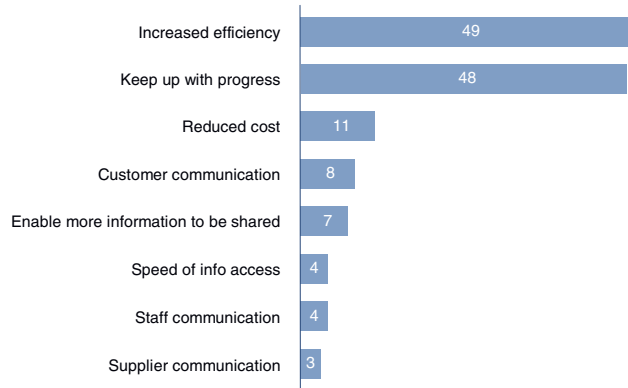 Increased efficiency 49
Keep up with progress 48
Reduced cost 11
Customer communication 8
Enable more information to be shared 7
Speed of info access 4
Staff communication 4
Supplier communication 3